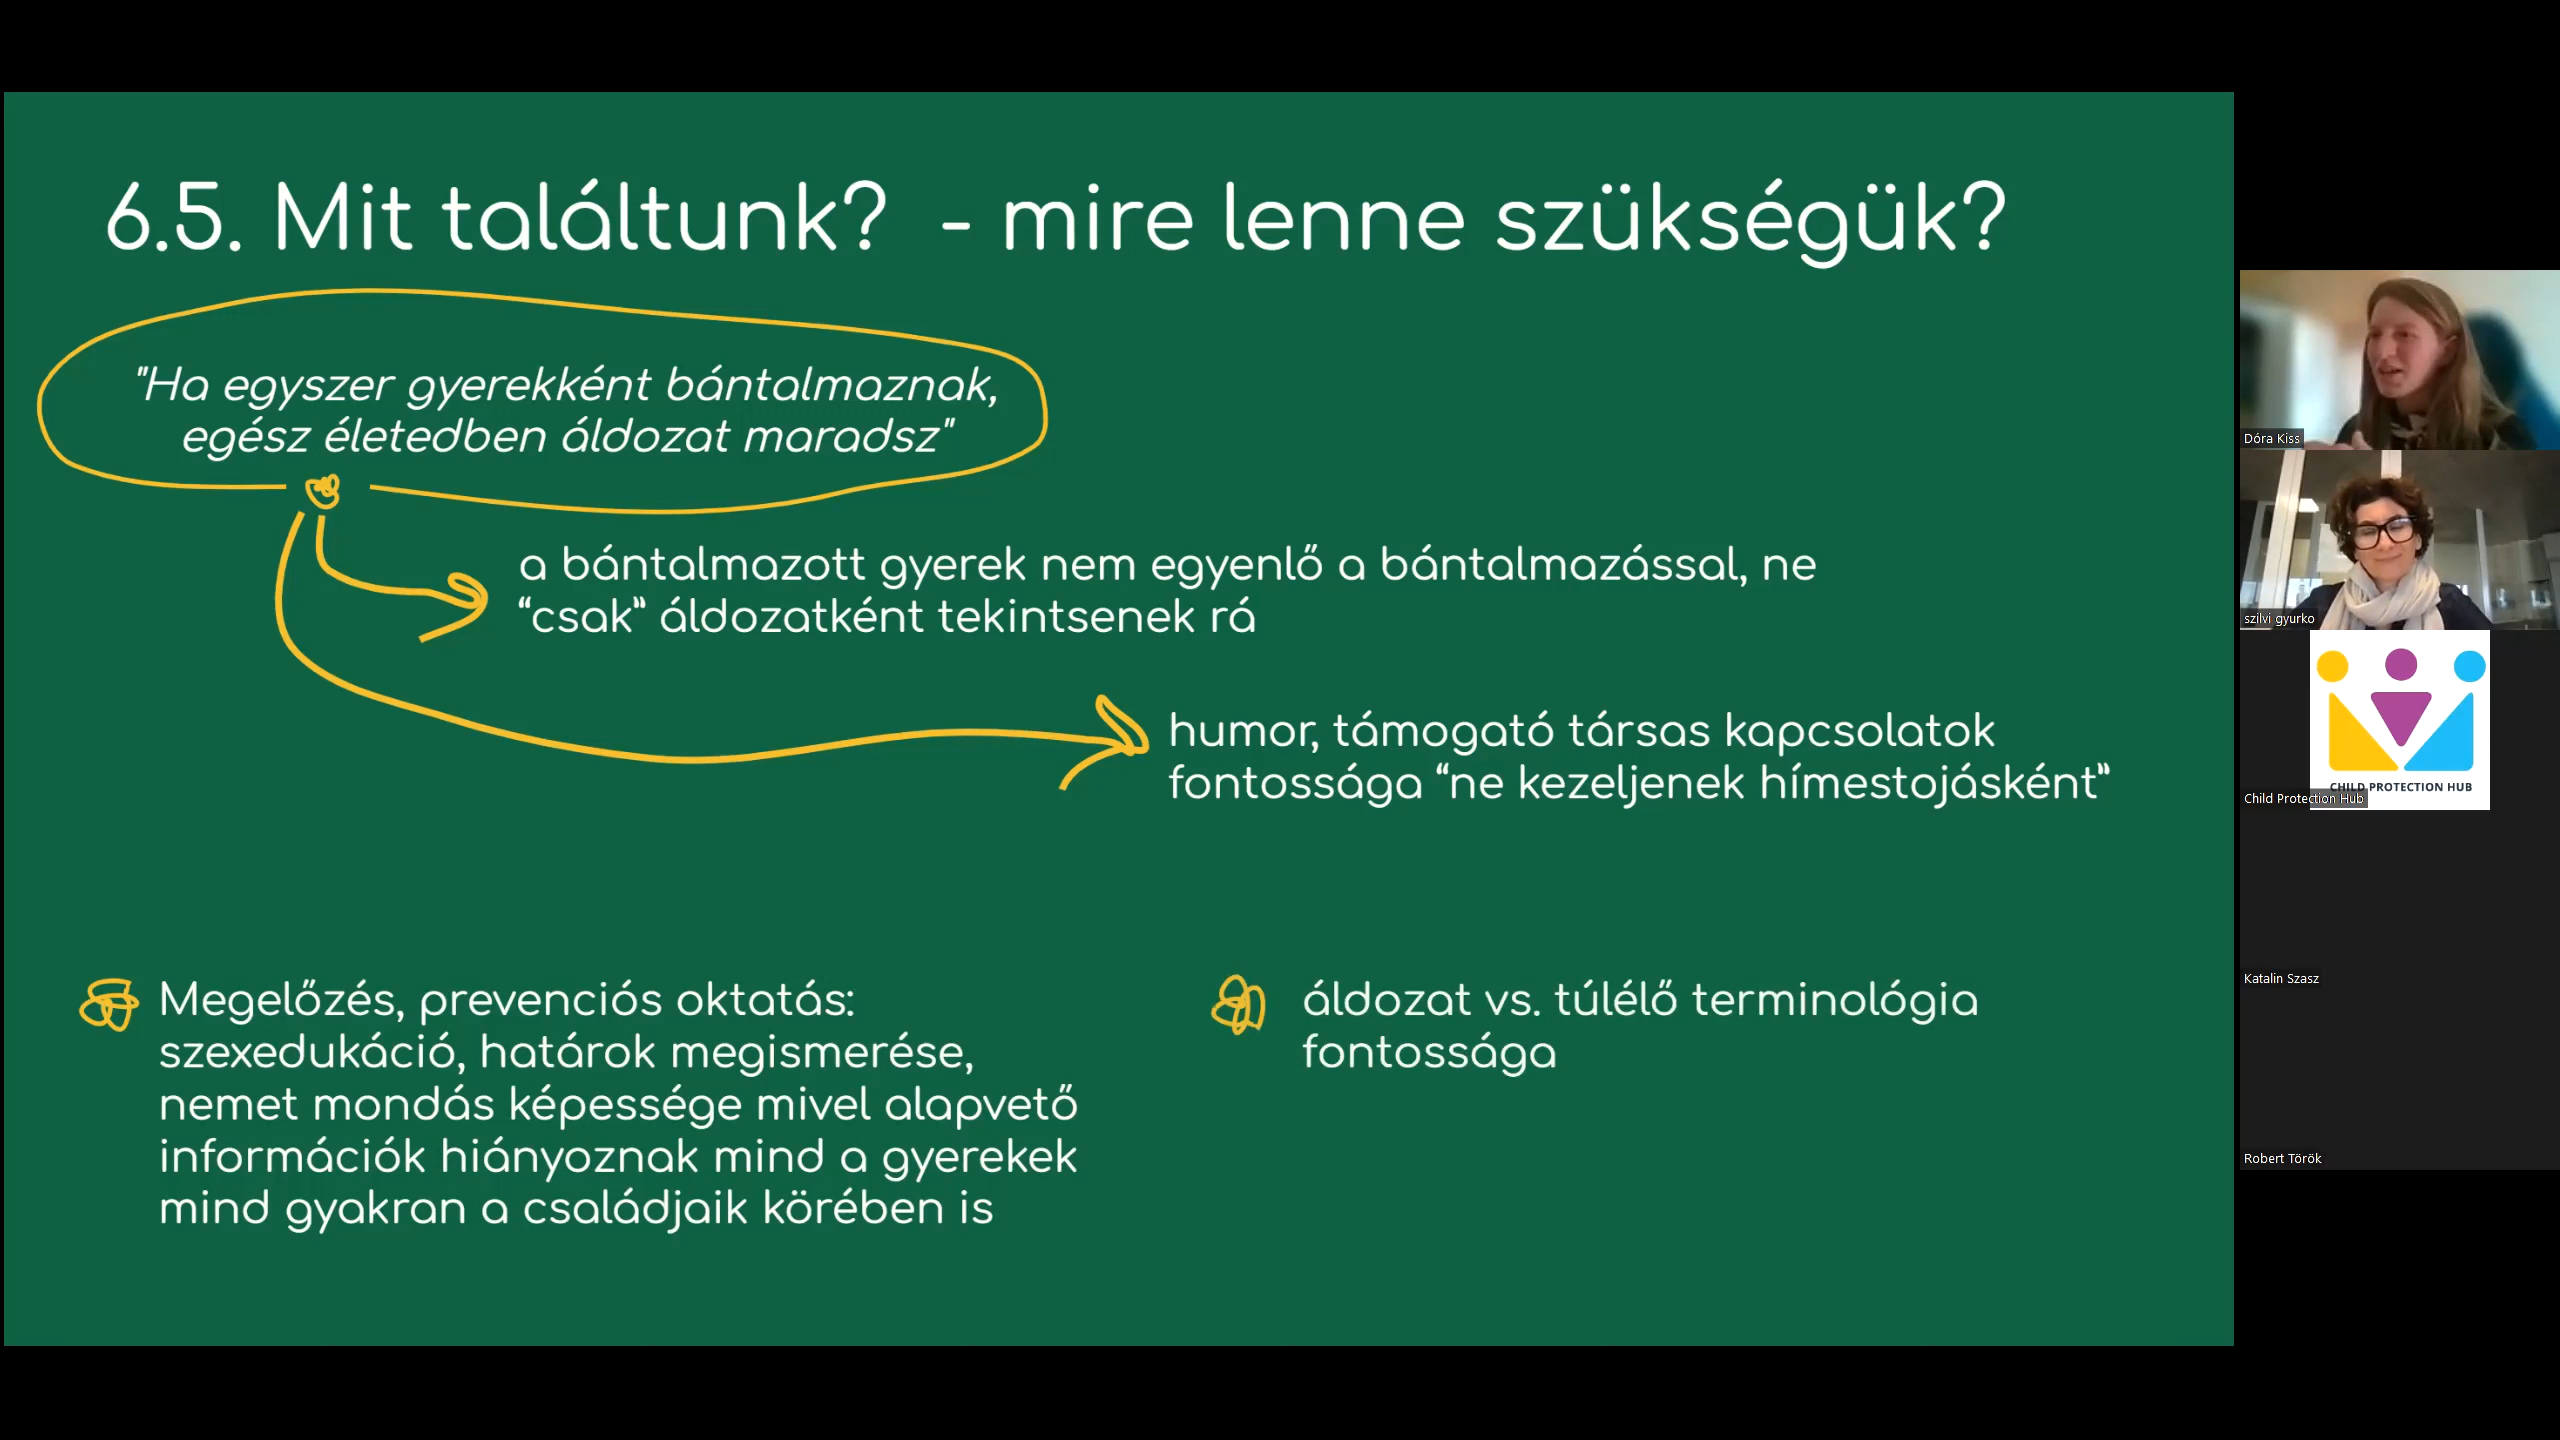 6.5. Mit találtunk?  - mire lenne szükségük?
"Ha egyszer gyerekként bántalmaznak,
egész életedben áldozat maradsz"
a bántalmazott gyerek nem egyenlő a bántalmazással, ne
“csak” áldozatként tekintsenek rá
humor, támogató társas kapcsolatok
fontossága “ne kezeljenek hímestojásként”
Megelőzés, prevenciós oktatás:
szexedukáció, határok megismerése,
nemet mondás képessége mivel alapvető
információk hiányoznak mind a gyerekek
mind gyakran a családjaik körében is
áldozat vs. túlélő terminológia
fontossága
Dóra Kiss
szilvi gyurko
CHILD PROTECTION HUB
Child Protection Hub
Katalin Szasz
Robert Török